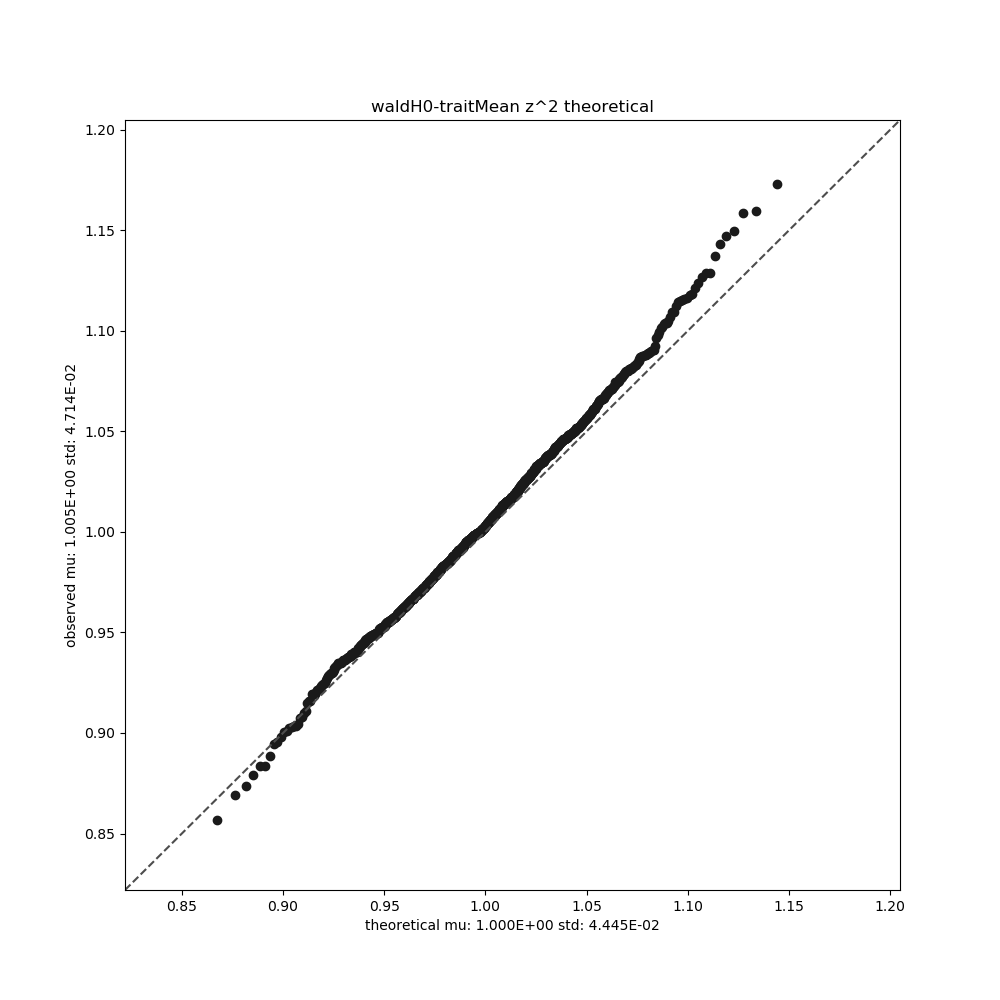 waldH0-traitMean z^2 theoretical
1.20
1.15
1.10
1.05
1.00
0.95
0.90
0.85
observed mu: 1.005E+00 std: 4.714E-02
0.85 0.90 0.95 1.00 1.05 1.10 1.15 1.20
theoretical mu: 1.000E+00 std: 4.445E-02